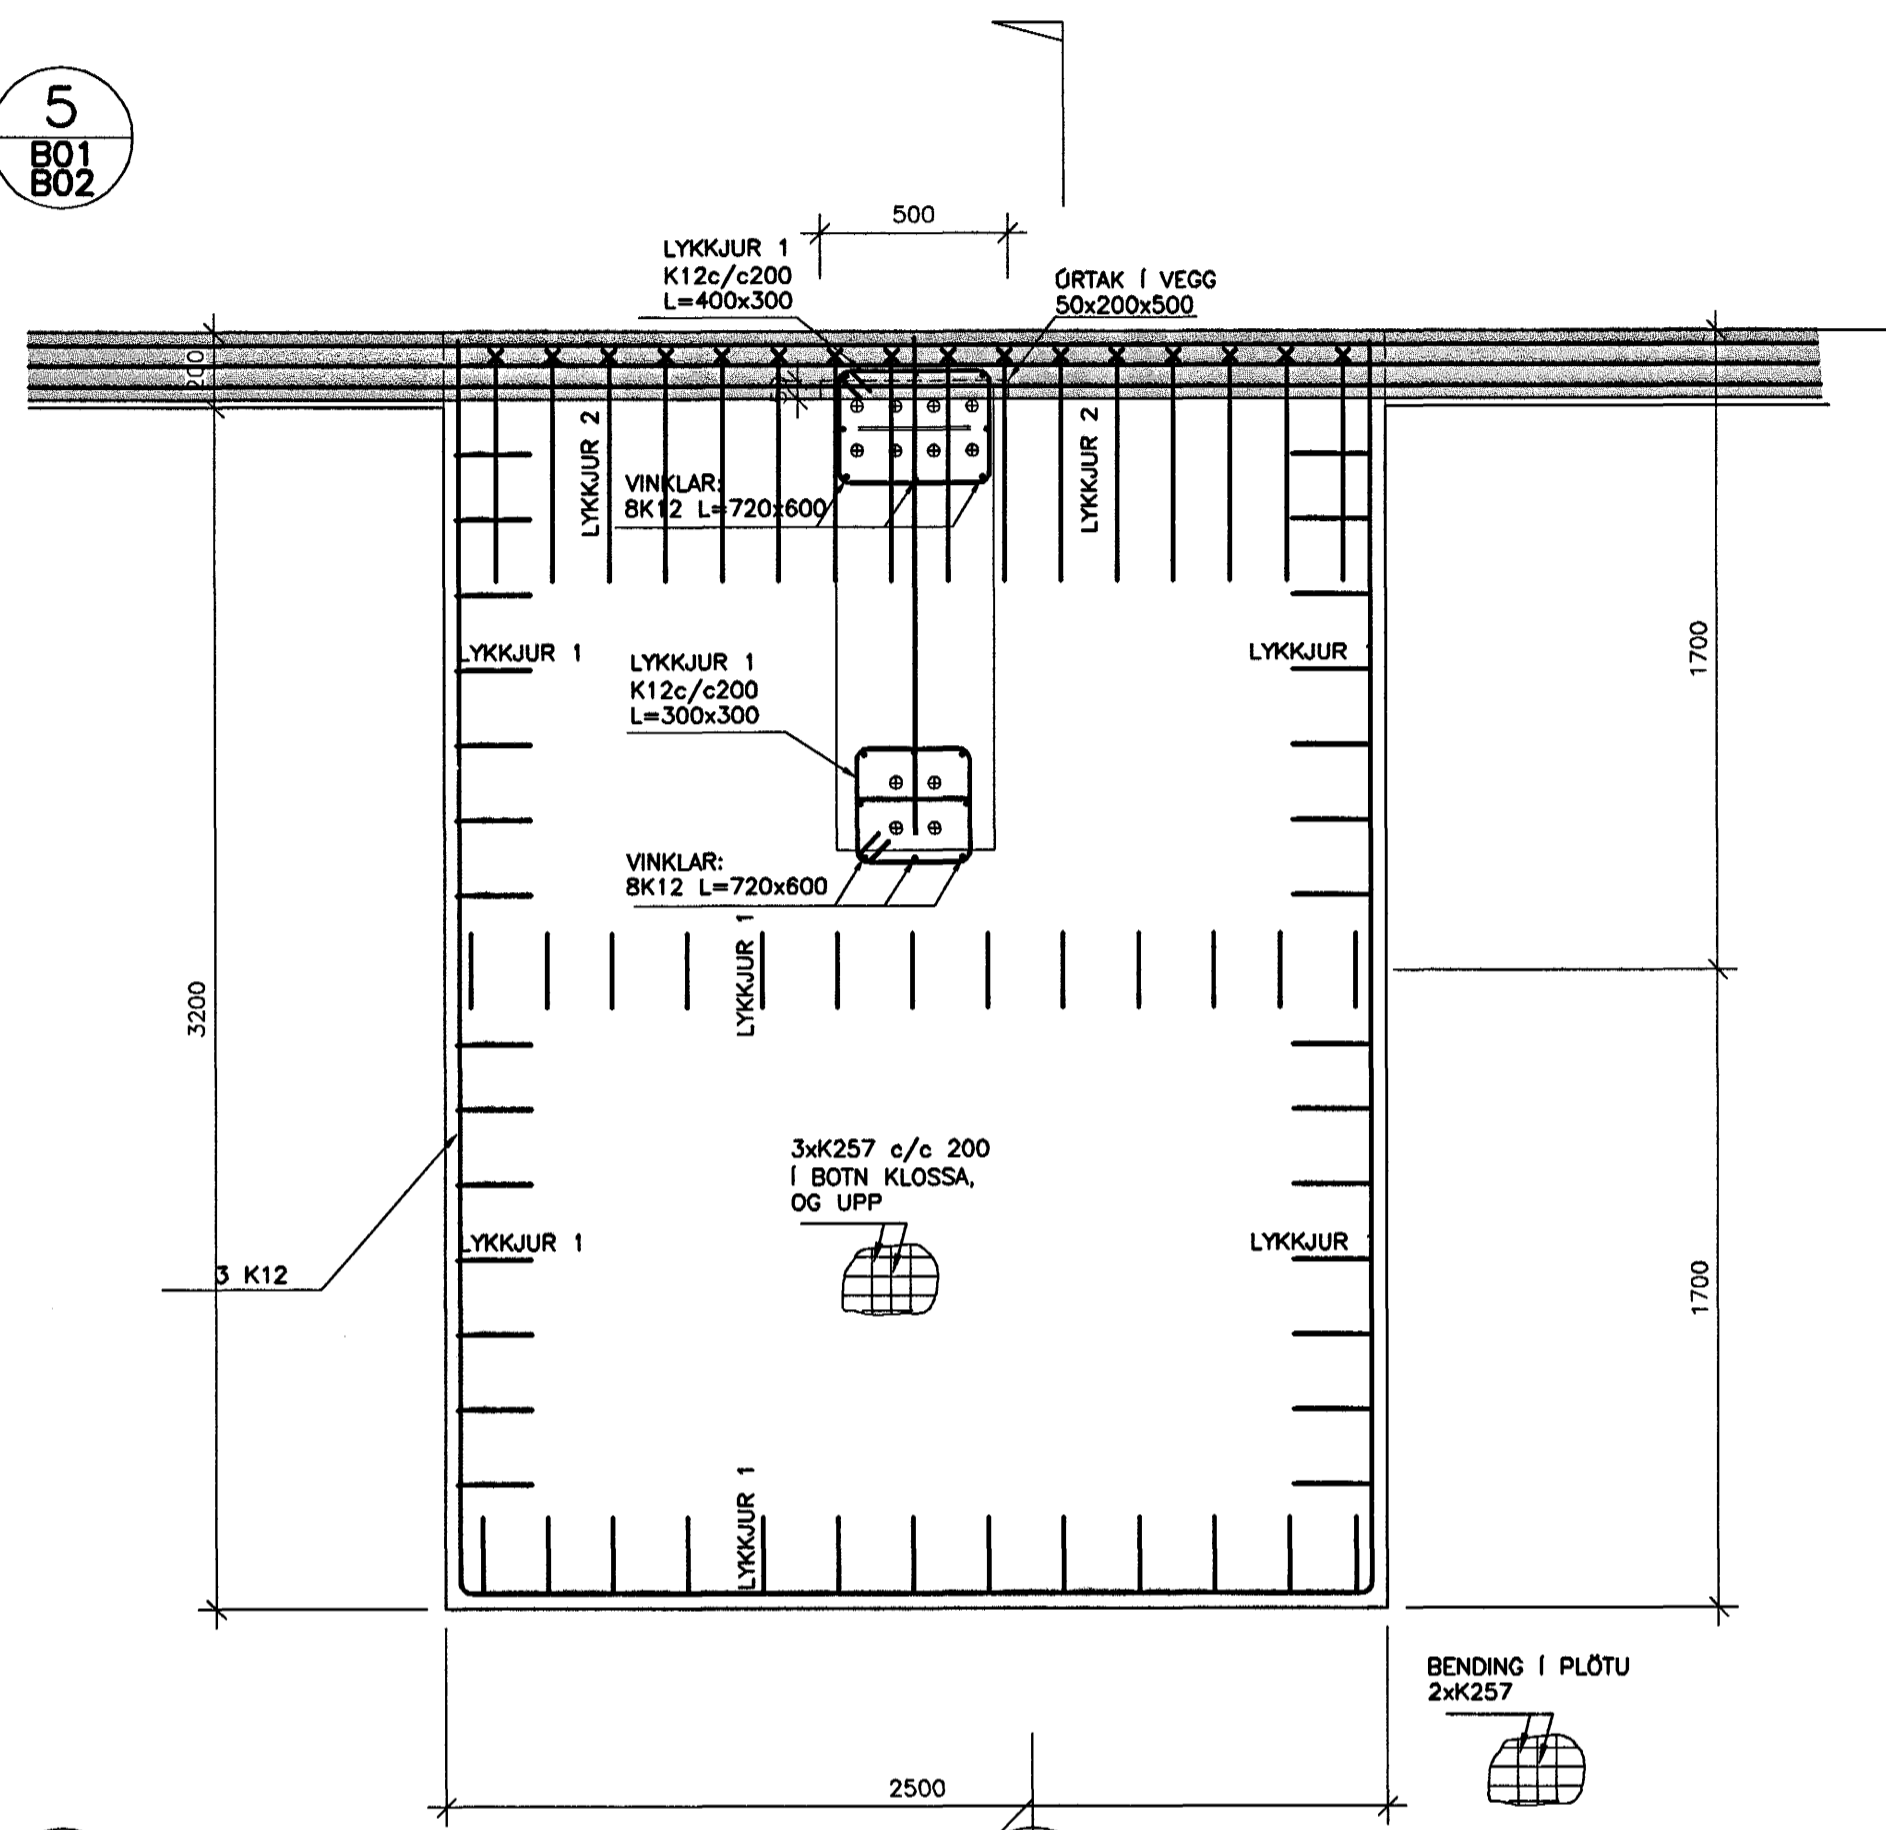 5
B01
B02
500
LYKKJUR 1
K12c/c200
L=400x300
ÚRTAK Í VEGG
50x200x500
200
LYKKJUR 2
LYKKJUR 2
VINKLAR:
8K12 L=720x600
LYKKJUR 1
LYKKJUR 1
K12c/c200
L=300x300
LYKKJUR
1700
VINKLAR:
8K12 L=720x600
LYKKJUR 1
3200
3xK257 c/c 200
Í BOTN KLOSSA,
OG UPP
LYKKJUR 1
LYKKJUR
3 K12
1700
LYKKJUR 1
BENDING Í PLÖTU
2xK257
2500